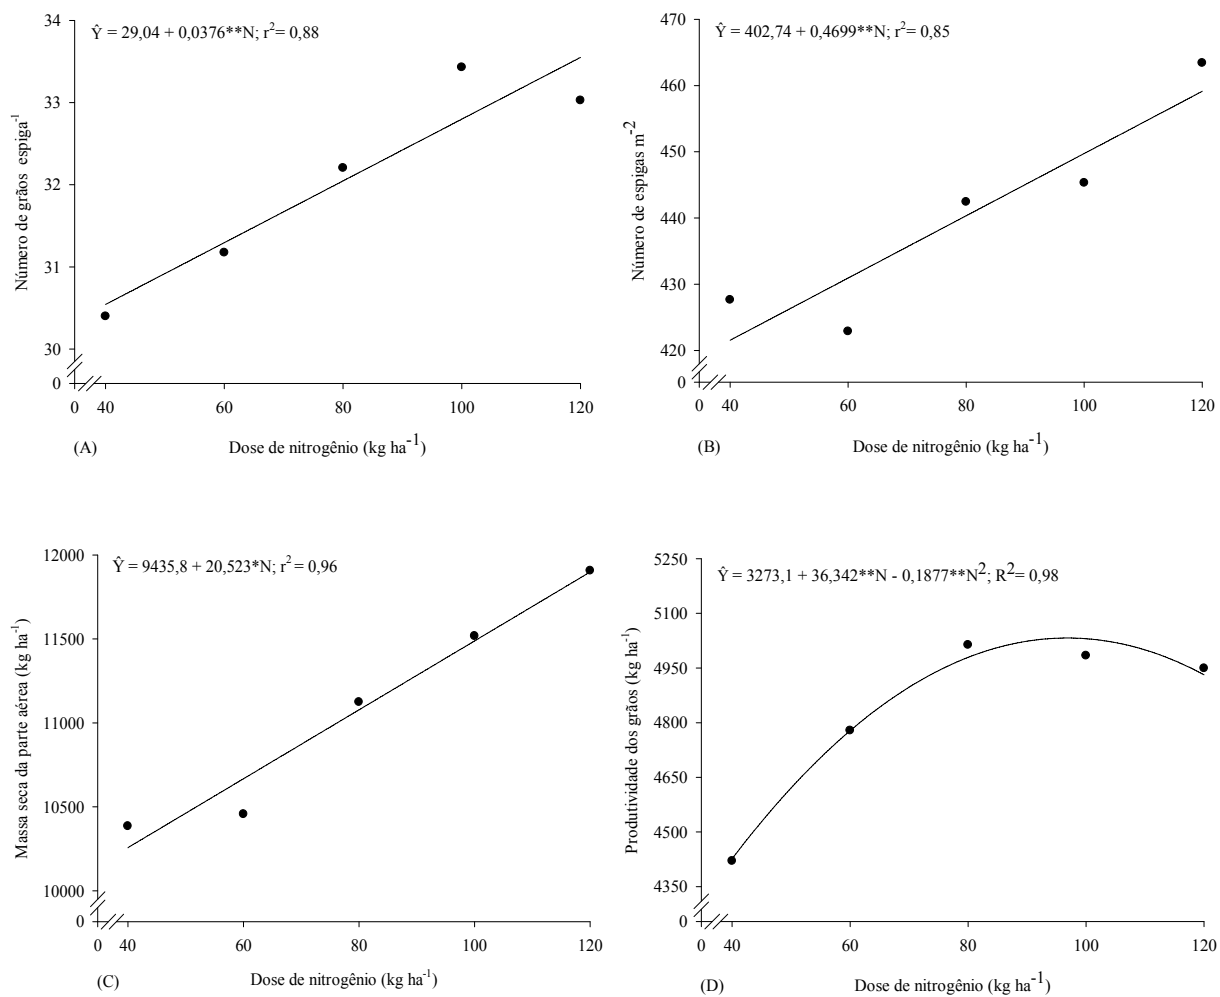 Ŷ = 29,04 + 0,0376**N; r²= 0,88
34
33
32
31
30
0
Número de grãos espiga⁻¹
0 40 60 80 100 120
(A) Dose de nitrogênio (kg ha⁻¹)
Ŷ = 402,74 + 0,4699**N; r²= 0,85
470
460
450
440
430
420
0
Número de espigas m⁻²
0 40 60 80 100 120
(B) Dose de nitrogênio (kg ha⁻¹)
Ŷ = 9435,8 + 20,523*N; r² = 0,96
12000
11500
11000
10500
10000
0
Massa seca da parte aérea (kg ha⁻¹)
0 40 60 80 100 120
(C) Dose de nitrogênio (kg ha⁻¹)
Ŷ = 3273,1 + 36,342**N - 0,1877**N²; R²= 0,98
5250
5100
4950
4800
4650
4500
4350
0
Produtividade dos grãos (kg ha⁻¹)
0 40 60 80 100 120
(D) Dose de nitrogênio (kg ha⁻¹)